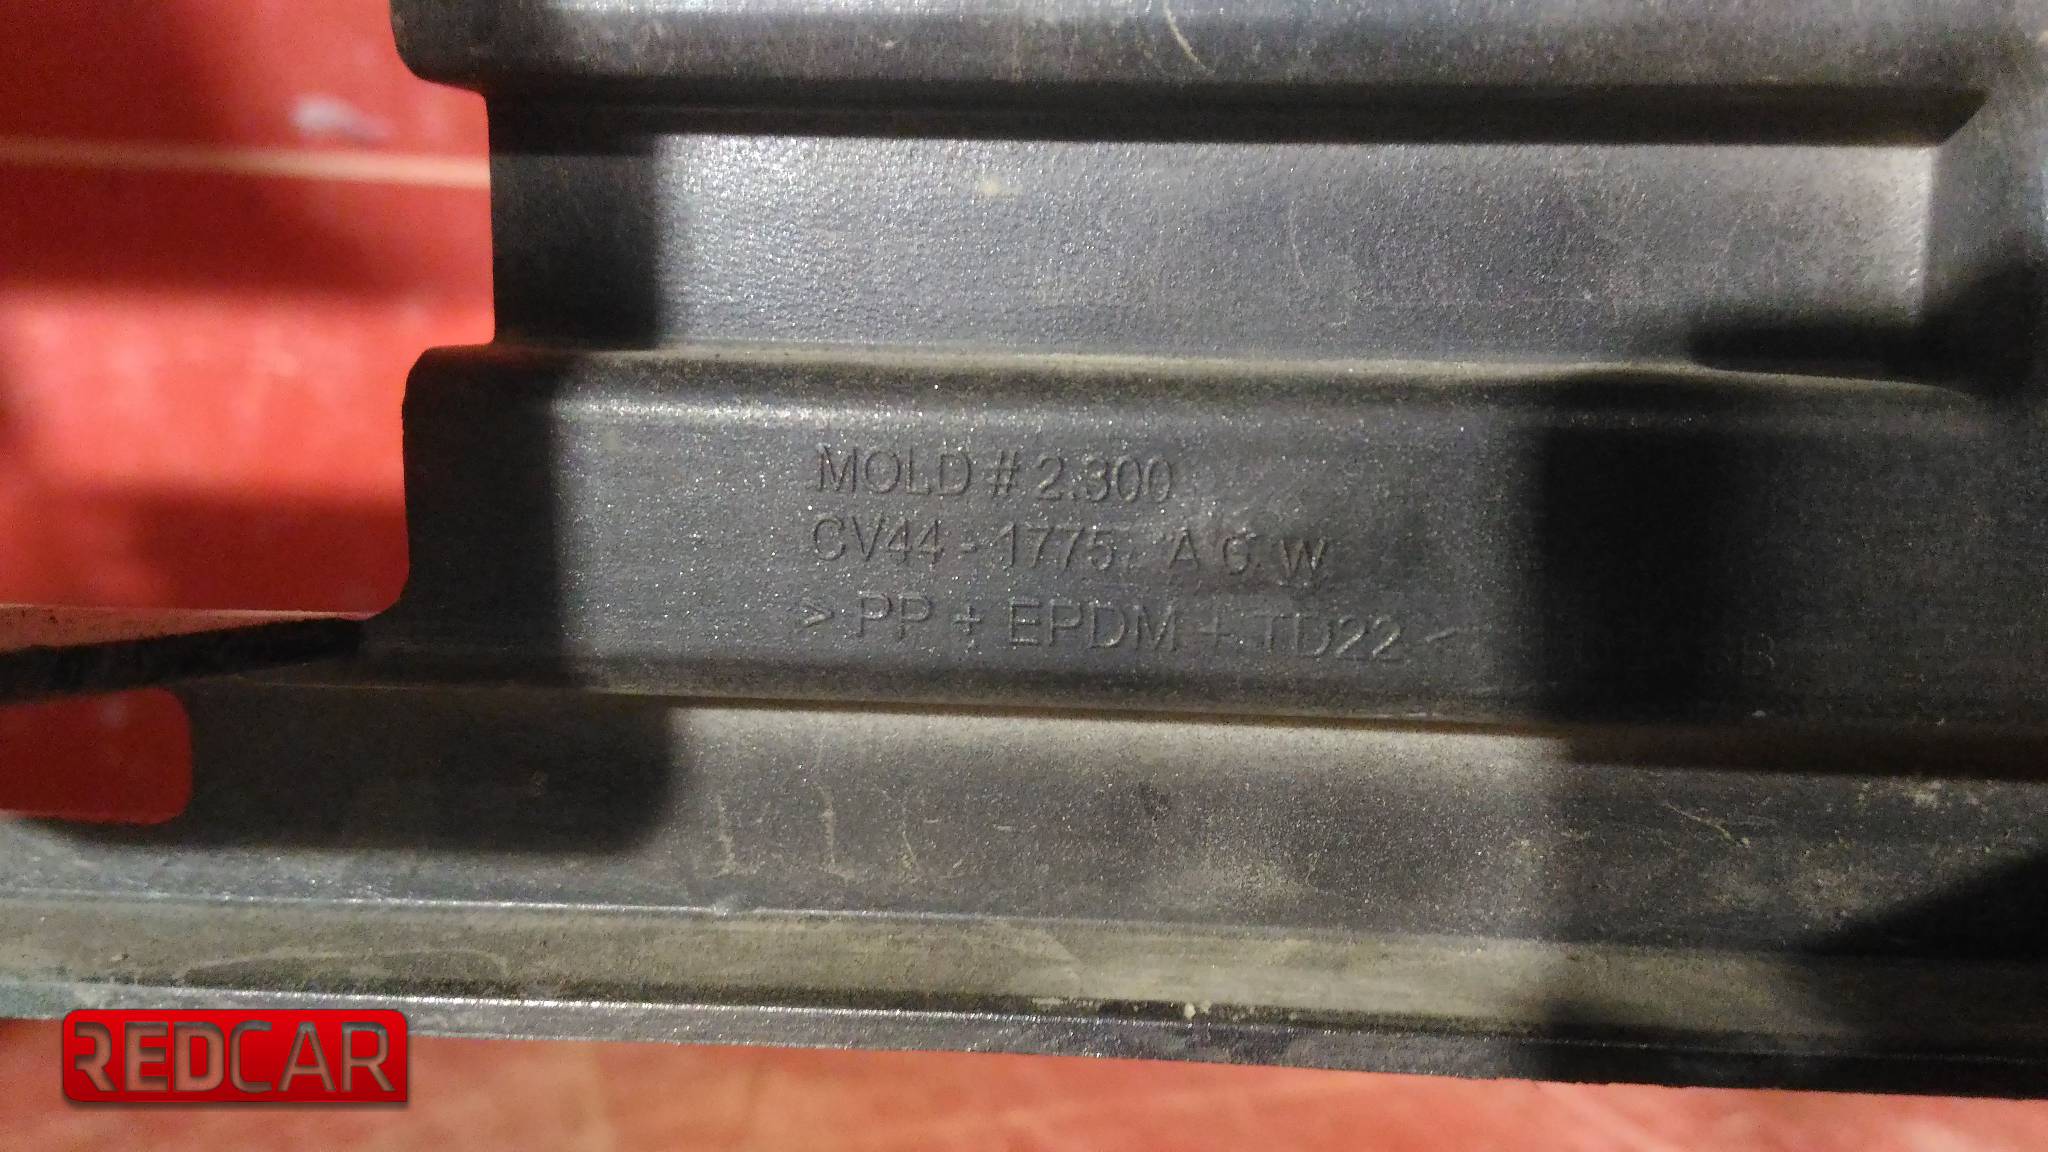 MOLD # 2.300
CV44 - 1775. A C W
> PP + EPDM + TD22 <
REDCAR